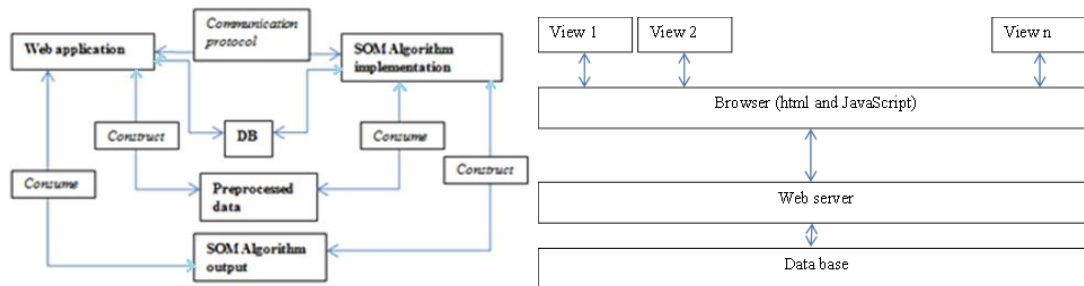 Communication
protocol
Web application
SOM Algorithm
implementation
Construct
DB
Consume
Consume
Preprocessed
data
Construct
SOM Algorithm
output
View 1
View 2
View n
Browser (html and JavaScript)
Web server
Data base